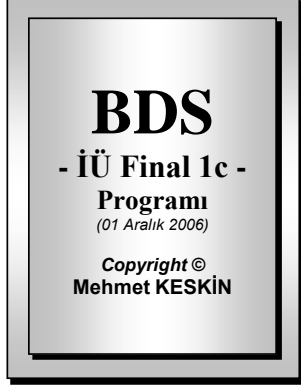 BDS
- İÜ Final 1c -
Programı
(01 Aralık 2006)
Copyright ©
Mehmet KESKİN